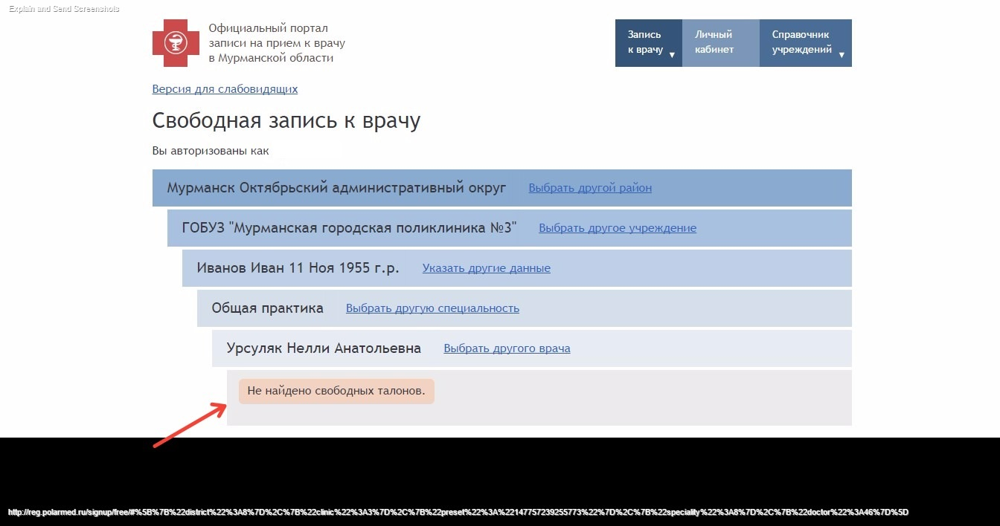 Explain and Send Screenshots
Официальный портал
записи на прием к врачу
в Мурманской области
Запись
к врачу ▼
Личный
кабинет
Справочник
учреждений ▼
Версия для слабовидящих
Свободная запись к врачу
Вы авторизованы как
Мурманск Октябрьский административный округ Выбрать другой район
ГОБУЗ "Мурманская городская поликлиника №3" Выбрать другое учреждение
Иванов Иван 11 Ноя 1955 г.р. Указать другие данные
Общая практика Выбрать другую специальность
Урсуляк Нелли Анатольевна Выбрать другого врача
Не найдено свободных талонов.
http://reg.polarmed.ru/signup/free/#%5B%7B%22district%22%3A8%7D%2C%7B%22clinic%22%3A3%7D%2C%7B%22preset%22%3A%22147757239255773%22%7D%2C%7B%22speciality%22%3A8%7D%2C%7B%22doctor%22%3A46%7D%5D